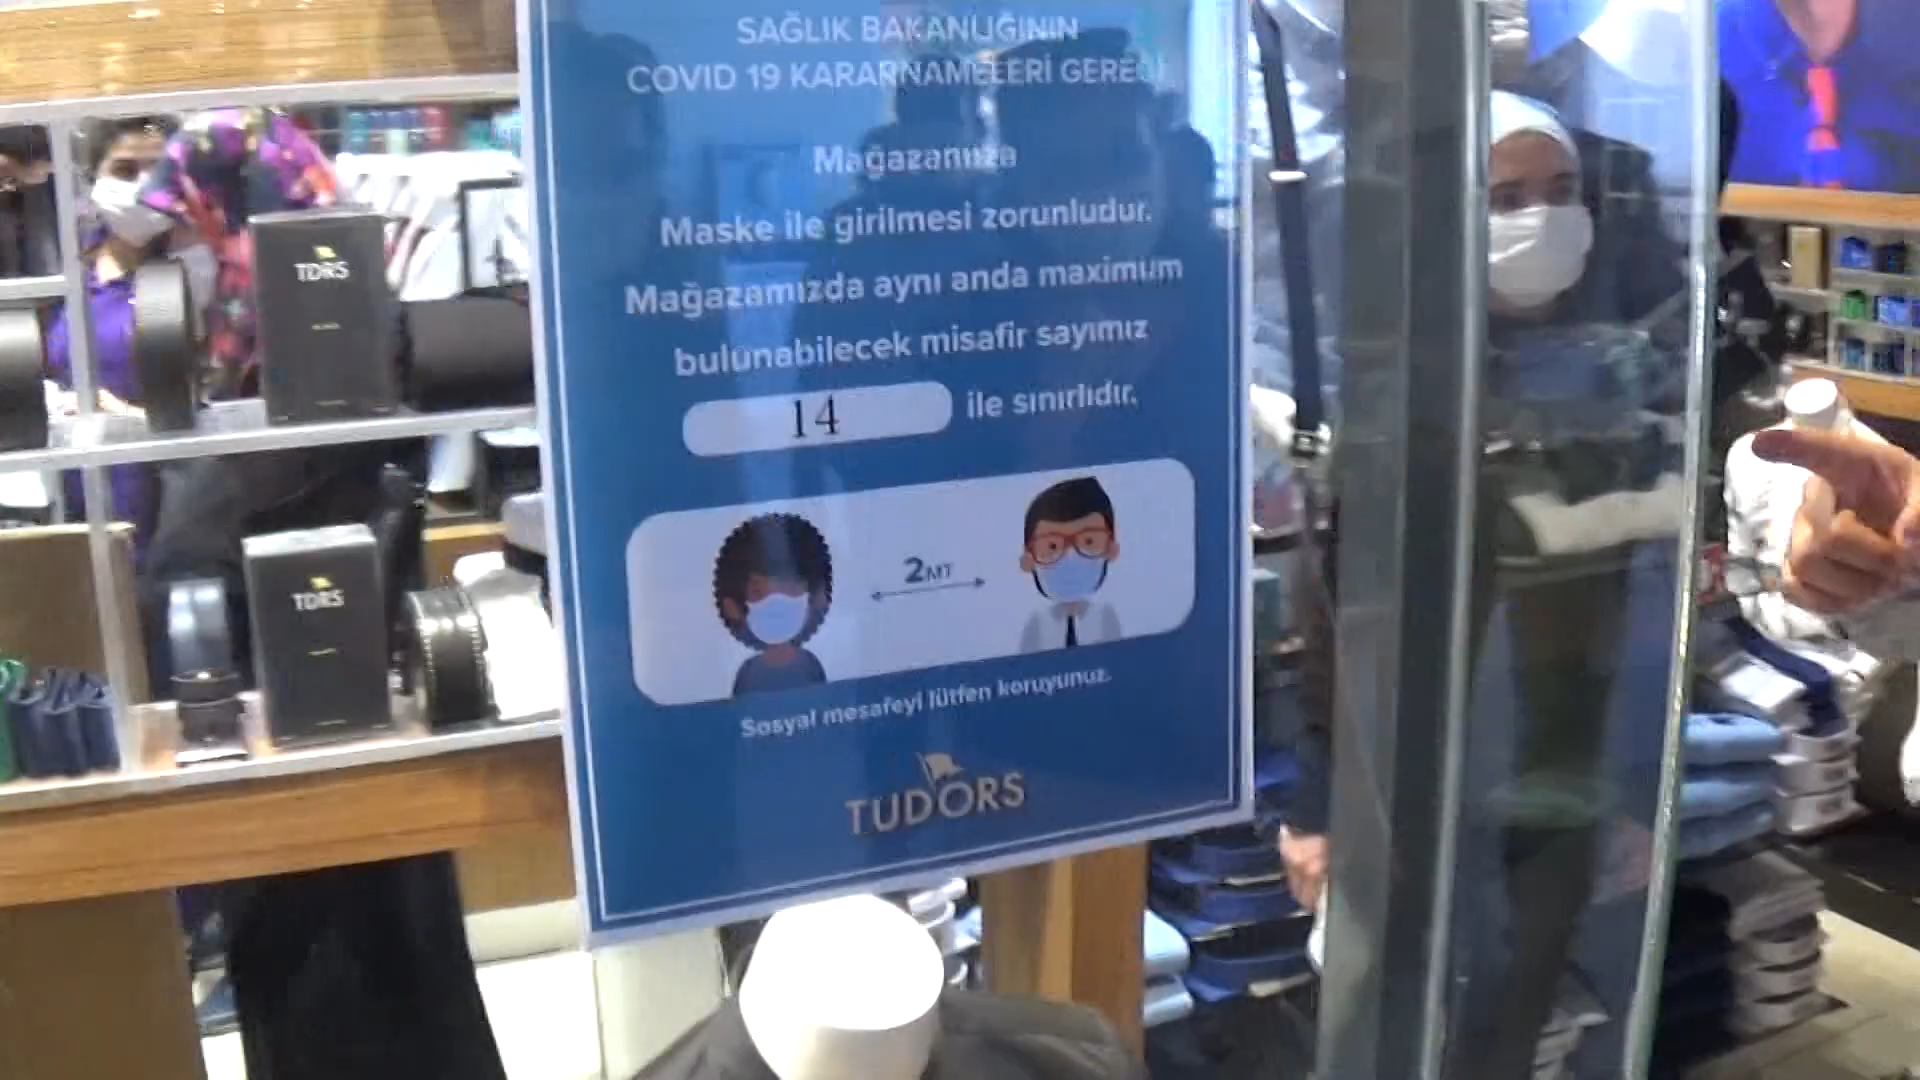 SAĞLIK BAKANLIĞININ
COVID 19 KARARNAMELERİ GEREĞİ
Mağazamıza
Maske ile girilmesi zorunludur.
Mağazamızda aynı anda maximum
bulunabilecek misafir sayımız
14 ile sınırlıdır.
2MT
Sosyal mesafeyi lütfen koruyunuz.
TUDORS
TDRS
TDRS